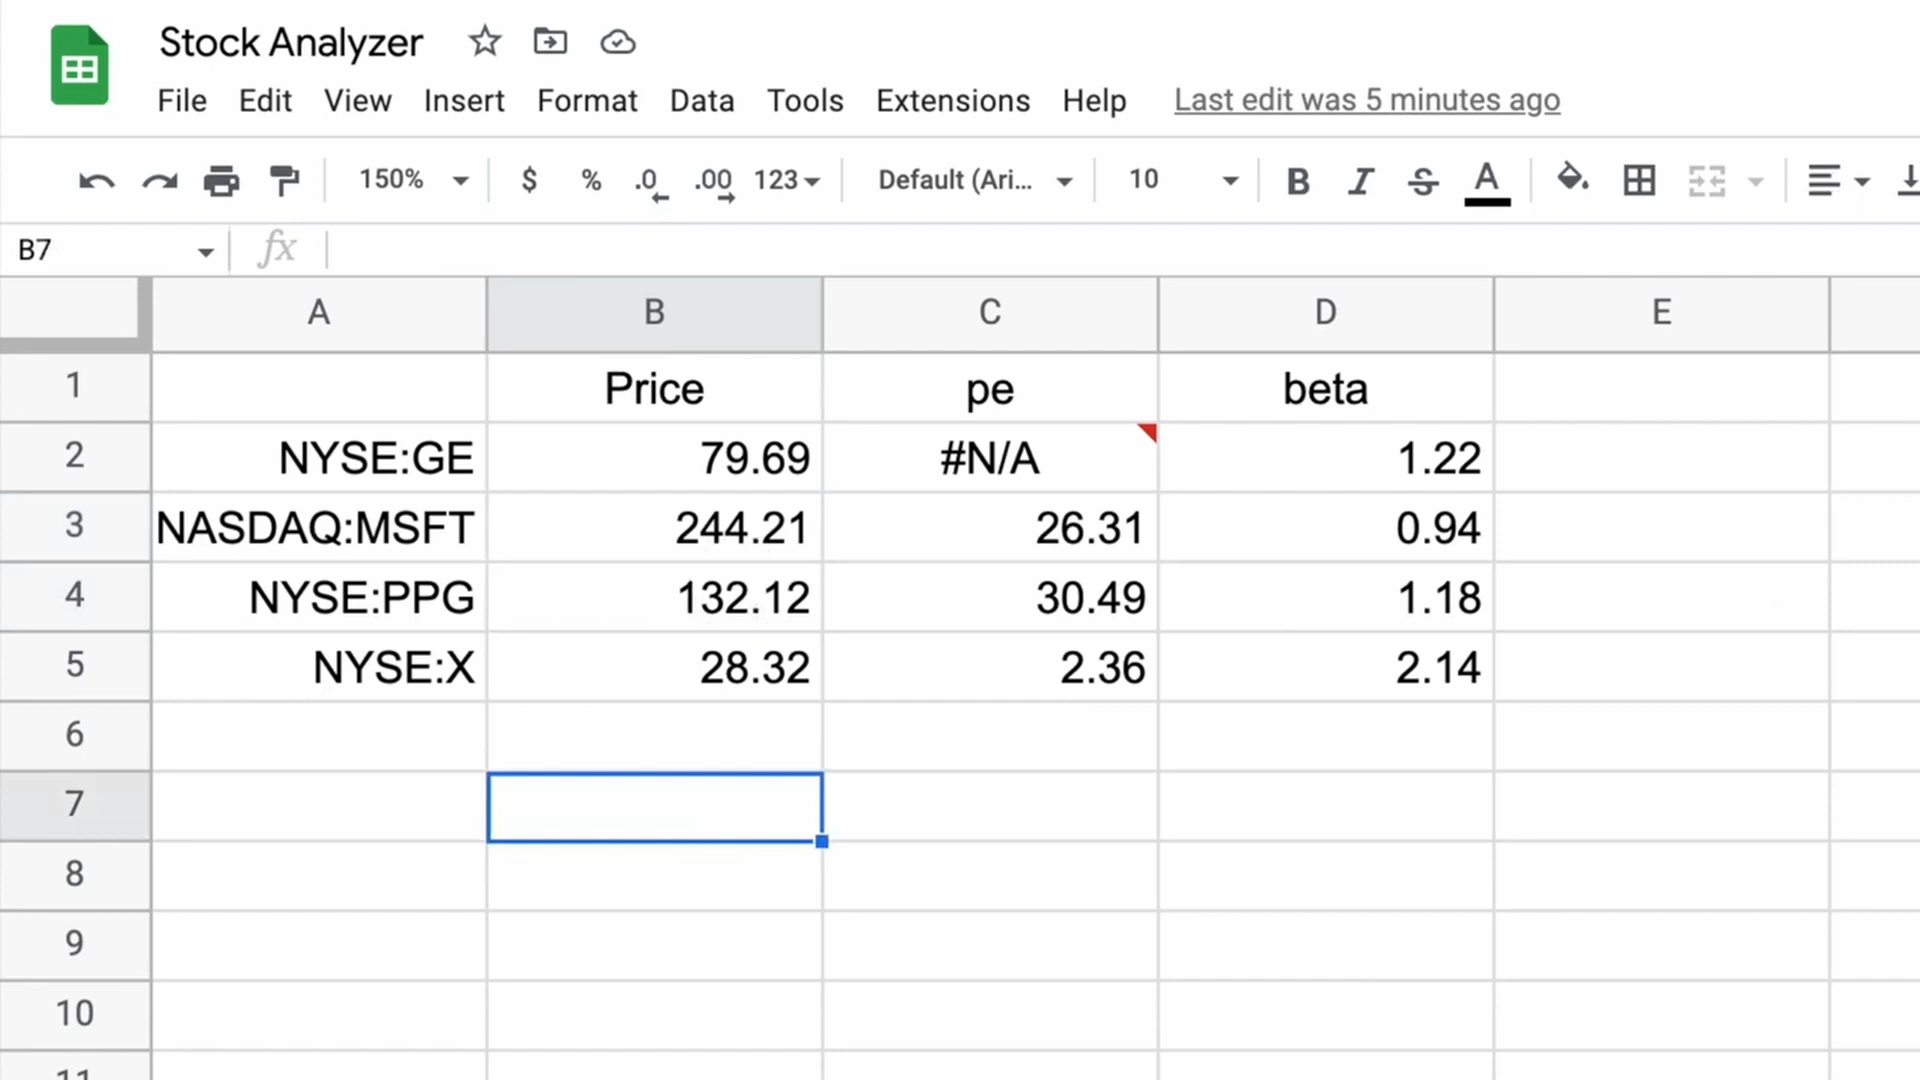 Stock Analyzer
File Edit View Insert Format Data Tools Extensions Help Last edit was 5 minutes ago
150% $ % .0 .00 123 Default (Ari... 10 B I S A
B7 fx
A B C D E
1 Price pe beta
2 NYSE:GE 79.69 #N/A 1.22
3 NASDAQ:MSFT 244.21 26.31 0.94
4 NYSE:PPG 132.12 30.49 1.18
5 NYSE:X 28.32 2.36 2.14
6
7
8
9
10
11